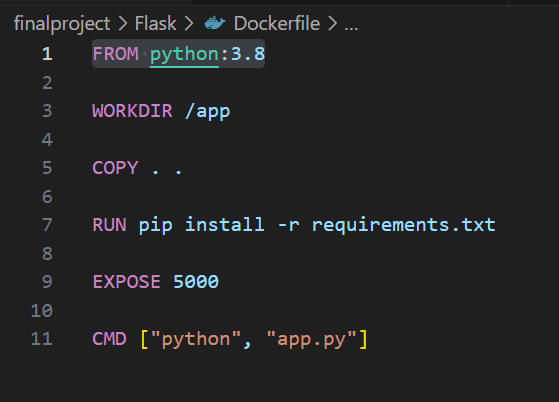 finalproject > Flask > Dockerfile > ...
1 FROM python:3.8
2
3 WORKDIR /app
4
5 COPY . .
6
7 RUN pip install -r requirements.txt
8
9 EXPOSE 5000
10
11 CMD ["python", "app.py"]